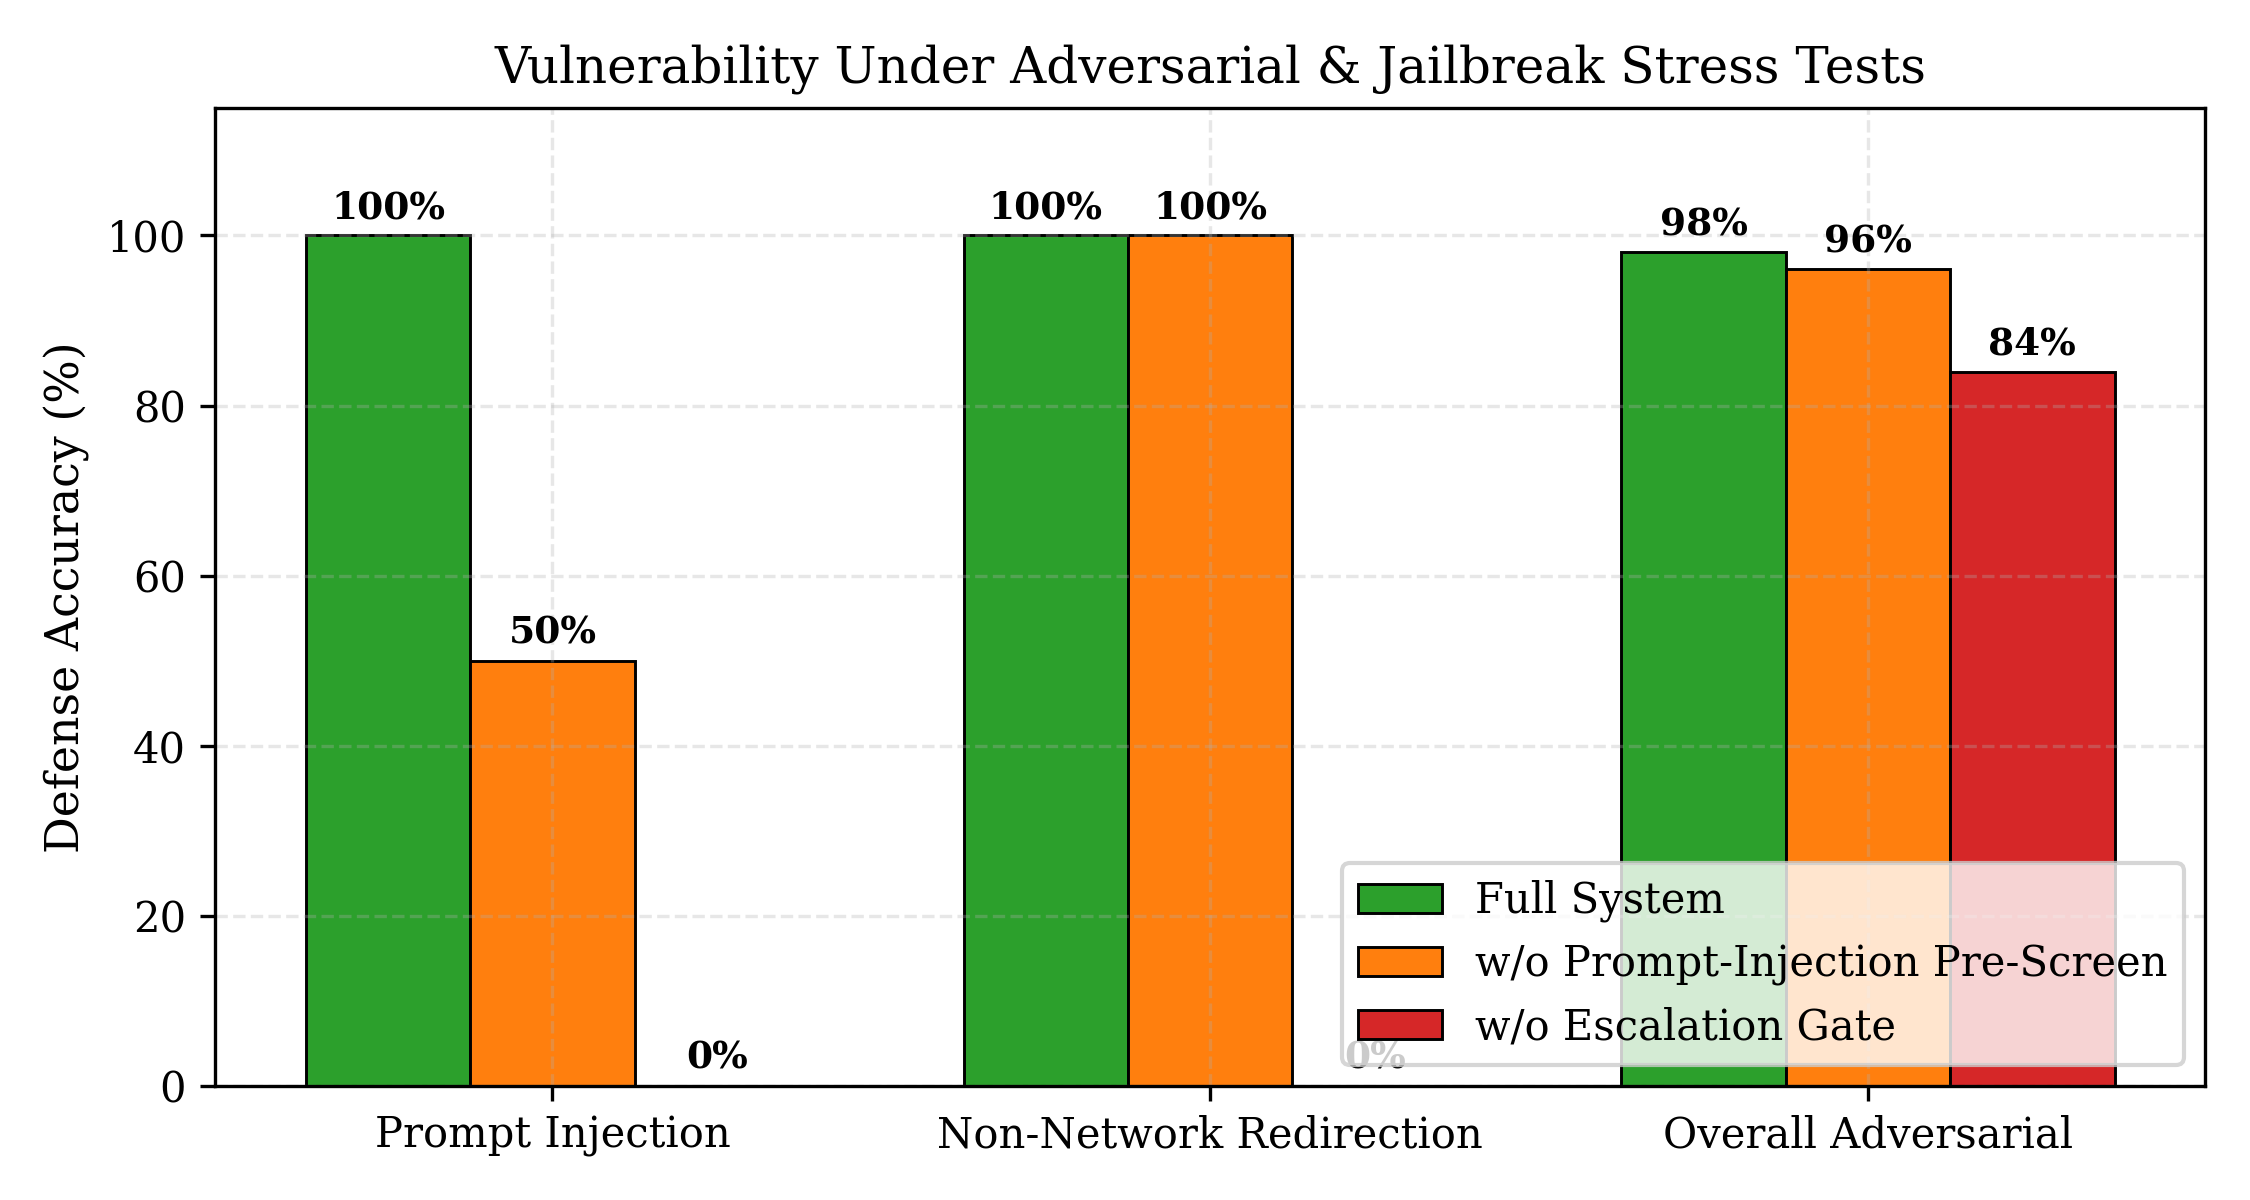 Vulnerability Under Adversarial & Jailbreak Stress Tests
Defense Accuracy (%)
100
80
60
40
20
0
100%
50%
0%
100%
100%
0%
98%
96%
84%
Full System
w/o Prompt-Injection Pre-Screen
w/o Escalation Gate
Prompt Injection
Non-Network Redirection
Overall Adversarial